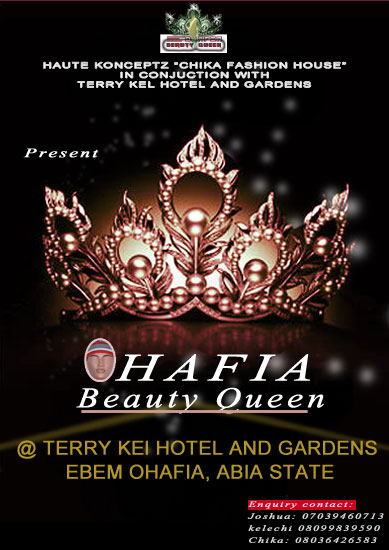 BEAUTY QUEEN
HAUTE KONCEPTZ "CHIKA FASHION HOUSE"
IN CONJUCTION WITH
TERRY KEL HOTEL AND GARDENS
Present
OHAFIA
Beauty Queen
@ TERRY KEI HOTEL AND GARDENS
EBEM OHAFIA, ABIA STATE
Enquiry contact:
Joshua: 07039460713
kelechi 08099839590
Chika: 08036426583